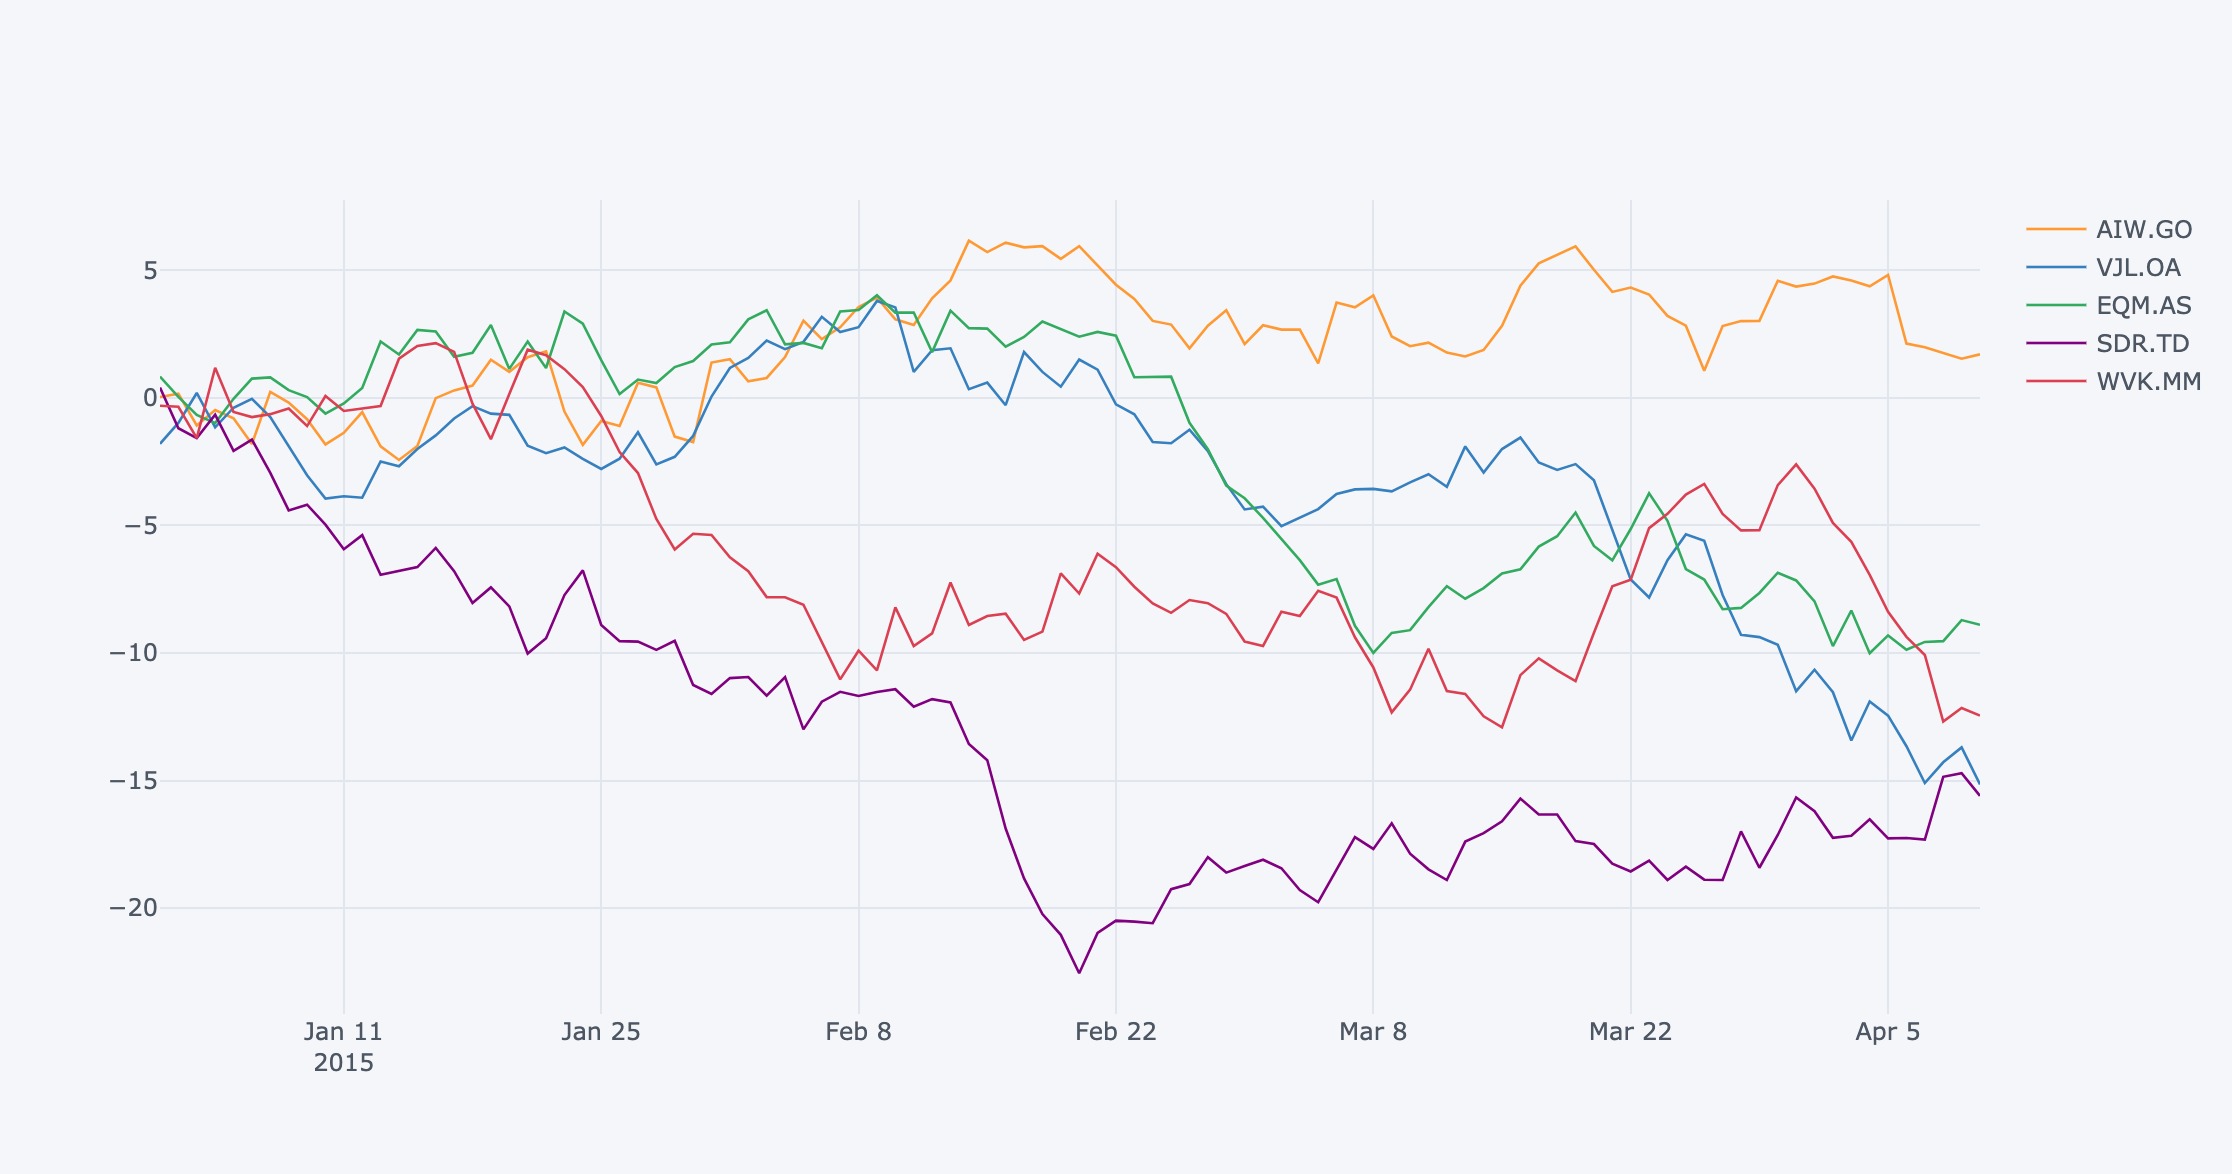 5
0
−5
−10
−15
−20
Jan 11
2015
Jan 25
Feb 8
Feb 22
Mar 8
Mar 22
Apr 5
AIW.GO
VJL.OA
EQM.AS
SDR.TD
WVK.MM